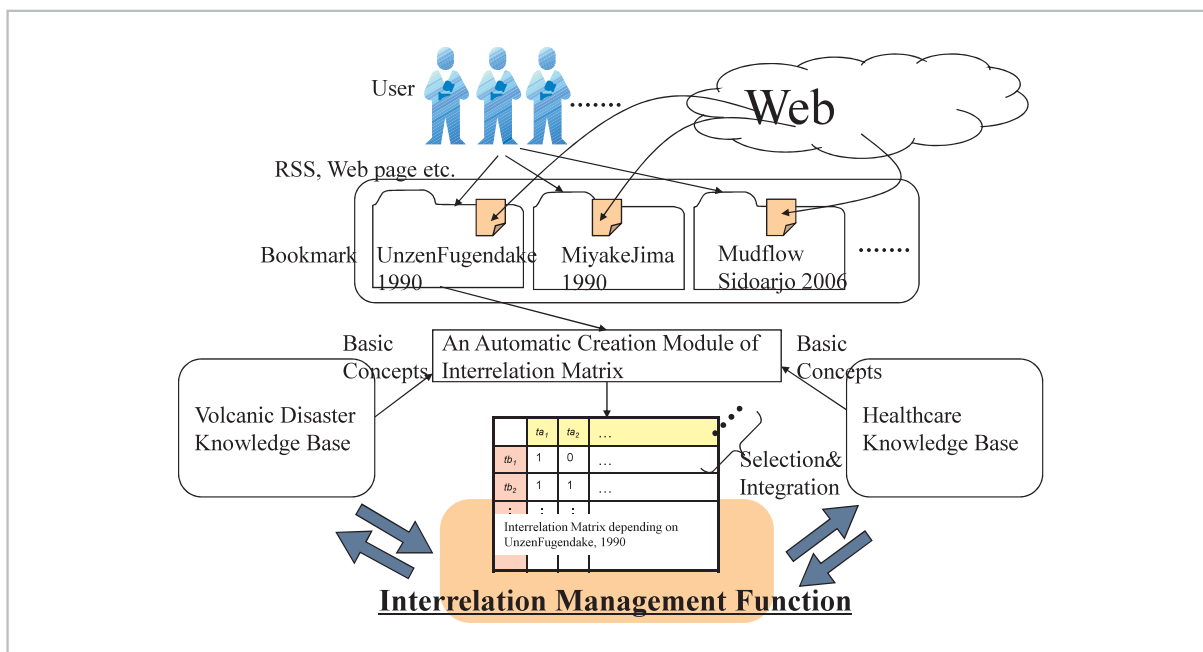 User
........
Web
RSS, Web page etc.
Bookmark
UnzenFugendake
1990
MiyakeJima
1990
Mudflow
Sidoarjo 2006
.......
Basic
Concepts
An Automatic Creation Module of
Interrelation Matrix
Basic
Concepts
Volcanic Disaster
Knowledge Base
Healthcare
Knowledge Base
ta1 ta2 ...
tb1 1 0 ...
tb2 1 1 ...
Selection&
Integration
Interrelation Matrix depending on
UnzenFugendake, 1990
Interrelation Management Function